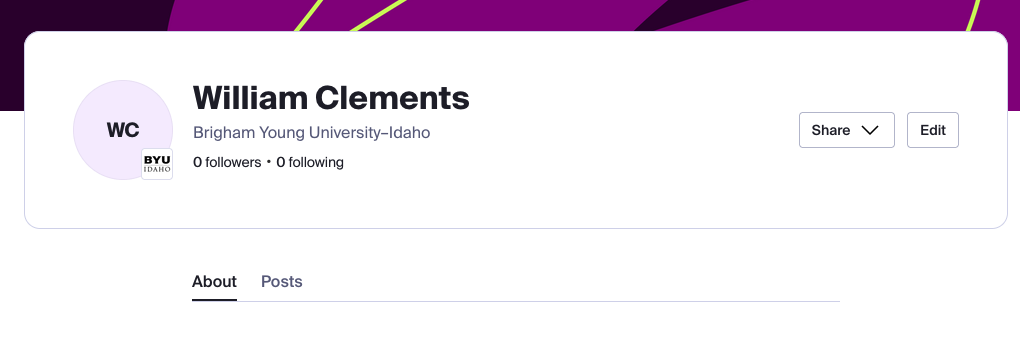 William Clements
WC
Brigham Young University–Idaho
BYU
IDAHO
0 followers • 0 following
Share
Edit
About
Posts